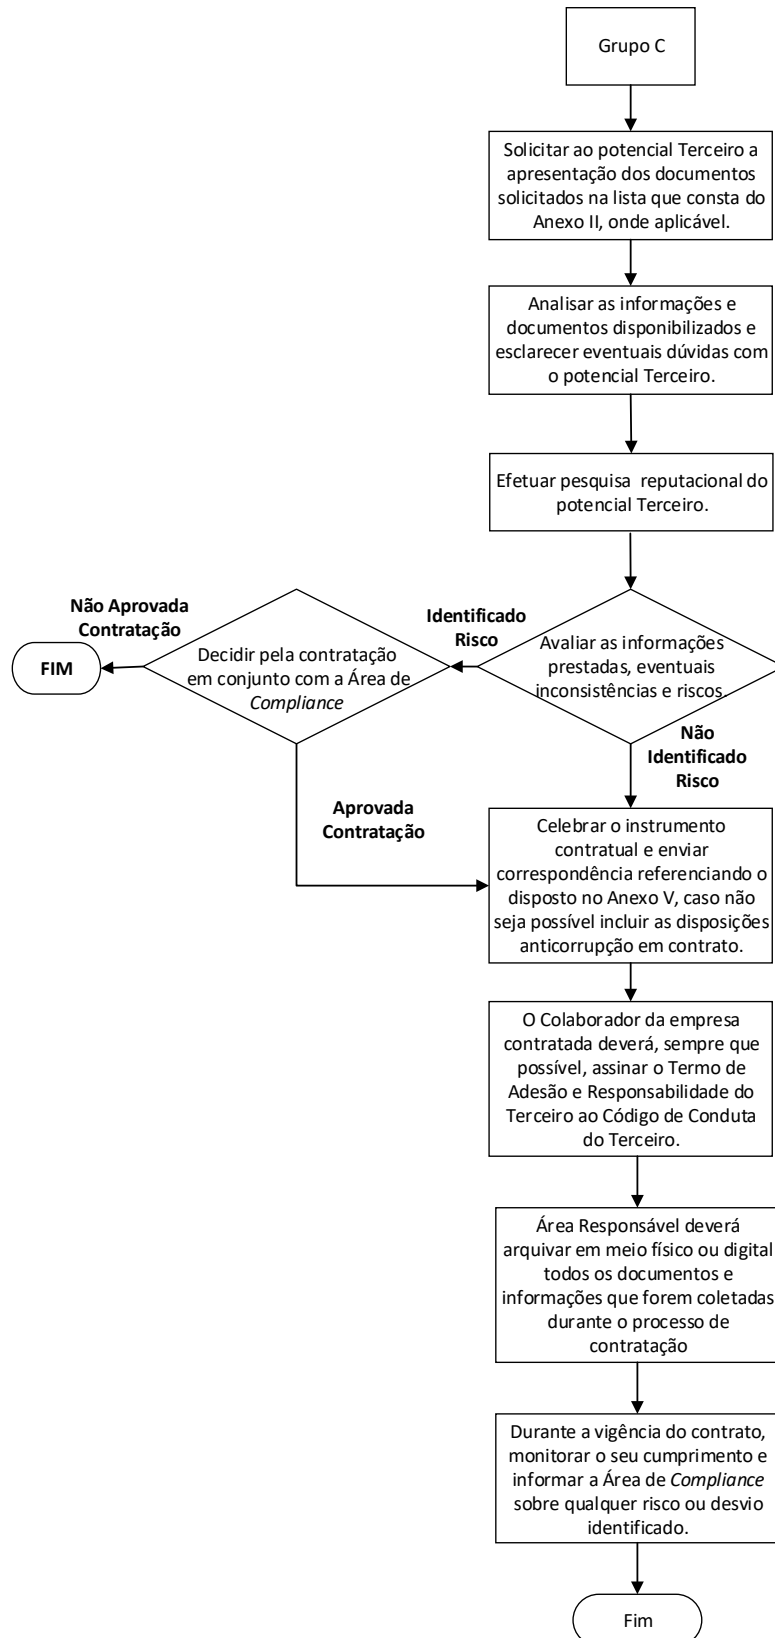 Grupo C
Solicitar ao potencial Terceiro a
apresentação dos documentos
solicitados na lista que consta do
Anexo II, onde aplicável.
Analisar as informações e
documentos disponibilizados e
esclarecer eventuais dúvidas com
o potencial Terceiro.
Efetuar pesquisa reputacional do
potencial Terceiro.
Avaliar as informações
prestadas, eventuais
inconsistências e riscos.
Identificado
Risco
Decidir pela contratação
em conjunto com a Área de
Compliance
Não Aprovada
Contratação
FIM
Não
Identificado
Risco
Aprovada
Contratação
Celebrar o instrumento
contratual e enviar
correspondência referenciando o
disposto no Anexo V, caso não
seja possível incluir as disposições
anticorrupção em contrato.
O Colaborador da empresa
contratada deverá, sempre que
possível, assinar o Termo de
Adesão e Responsabilidade do
Terceiro ao Código de Conduta
do Terceiro.
Área Responsável deverá
arquivar em meio físico ou digital
todos os documentos e
informações que forem coletadas
durante o processo de
contratação
Durante a vigência do contrato,
monitorar o seu cumprimento e
informar a Área de Compliance
sobre qualquer risco ou desvio
identificado.
Fim